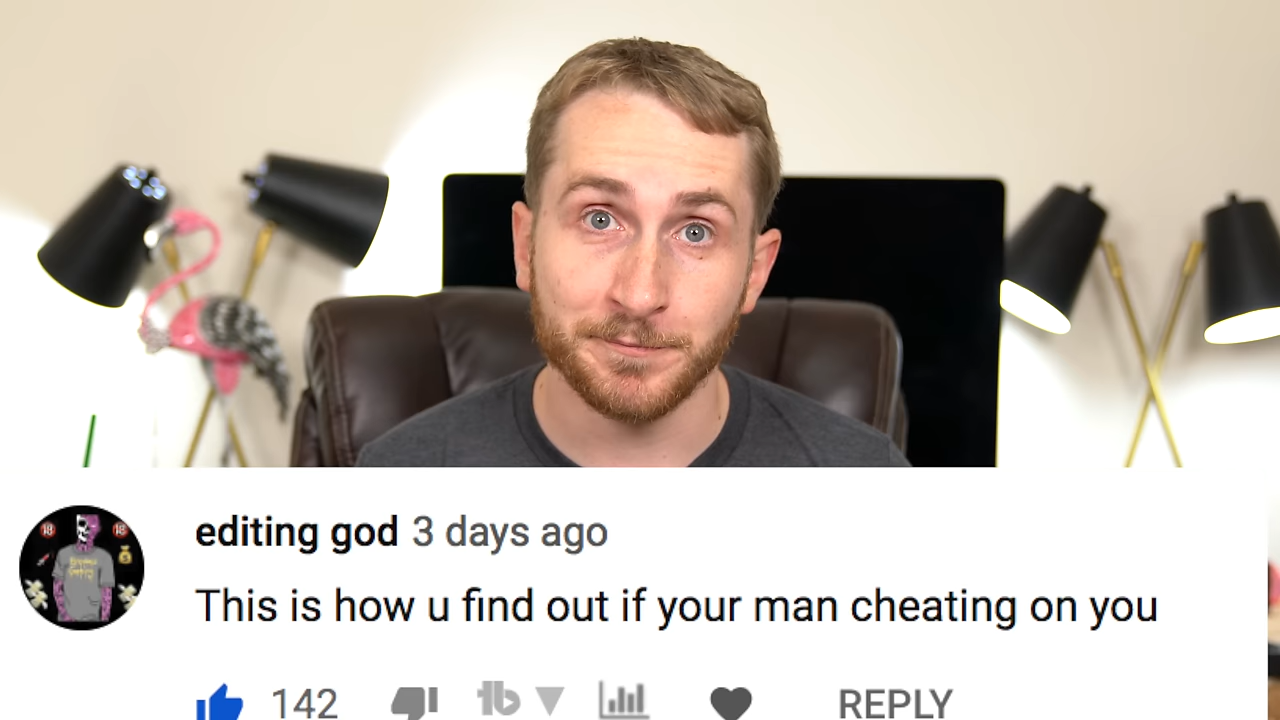 editing god 3 days ago
This is how u find out if your man cheating on you
142
REPLY